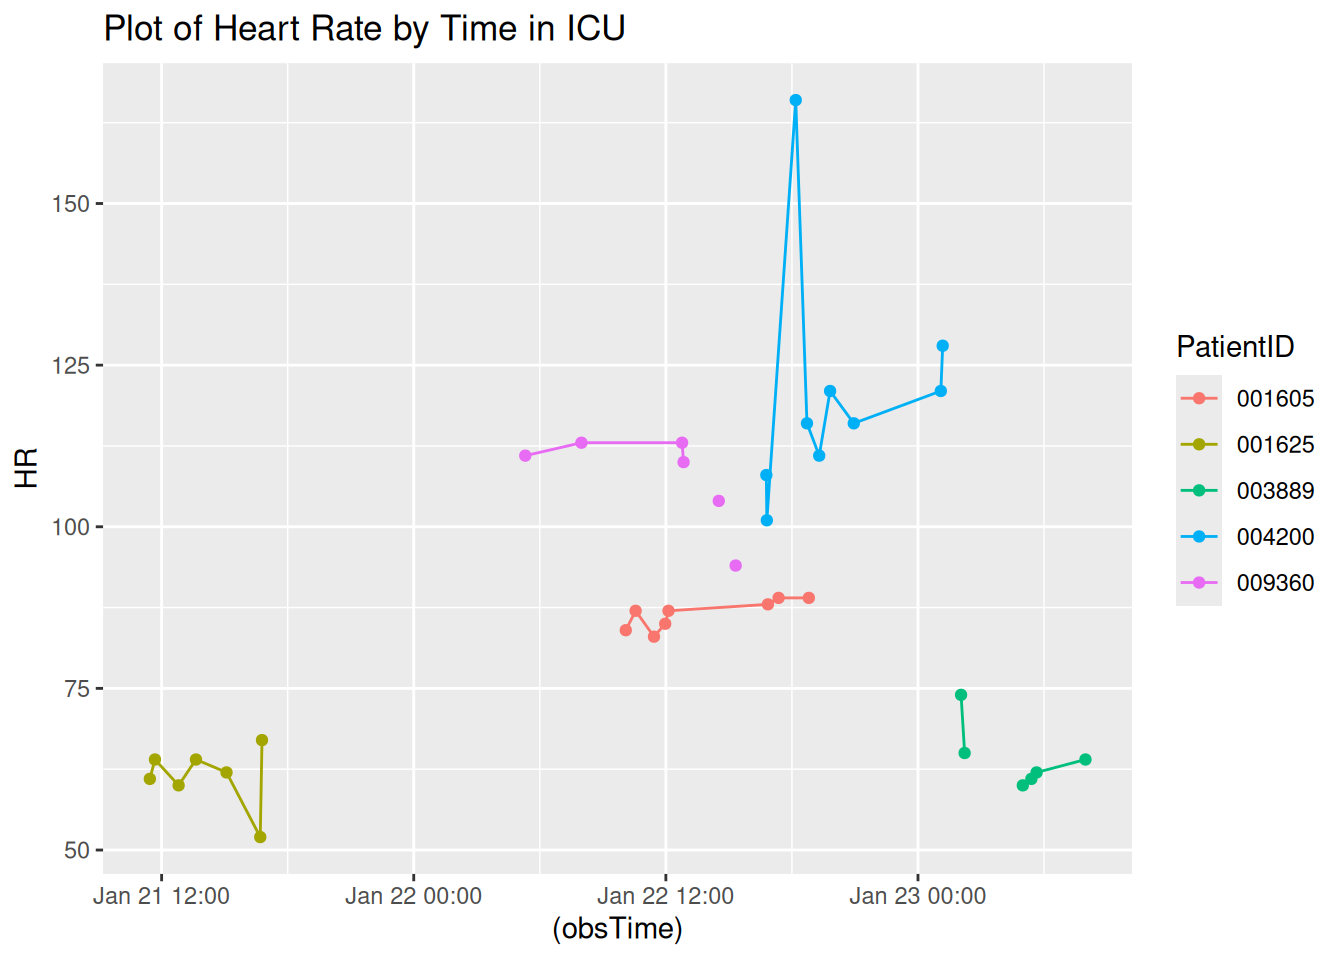 Plot of Heart Rate by Time in ICU
HR
150
125
100
75
50
Jan 21 12:00
Jan 22 00:00
Jan 22 12:00
Jan 23 00:00
(obsTime)
PatientID
001605
001625
003889
004200
009360